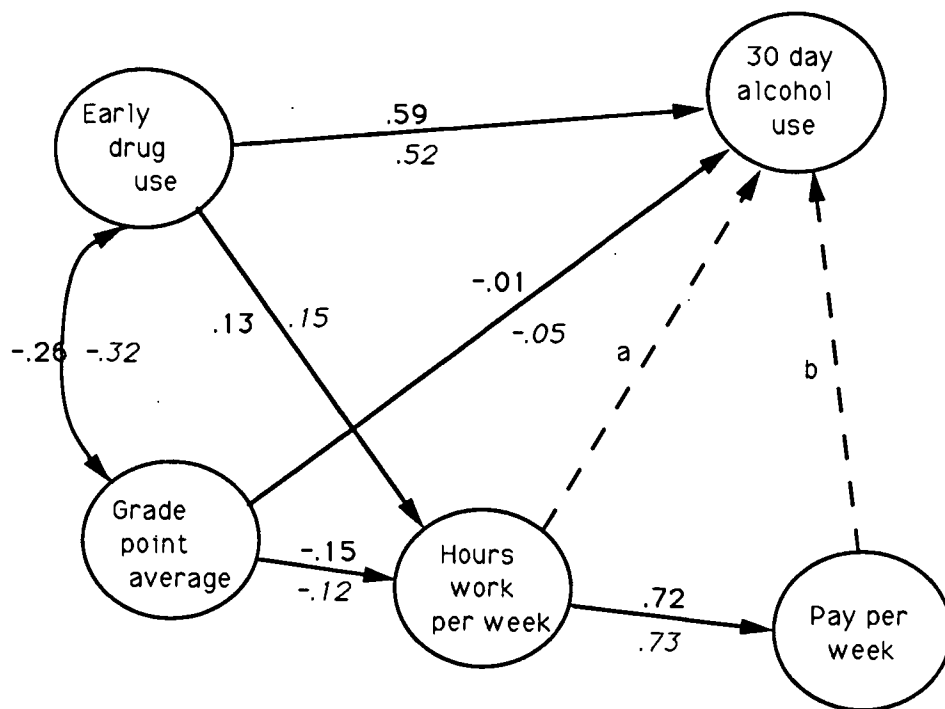 Early
drug
use
30 day
alcohol
use
.59
.52
-.01
-.05
.13 .15
-.26 -.32
a
b
Grade
point
average
-.15
-.12
Hours
work
per week
.72
.73
Pay per
week